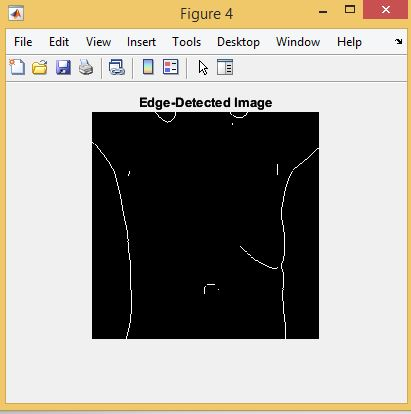 Figure 4
File Edit View Insert Tools Desktop Window Help
Edge-Detected Image